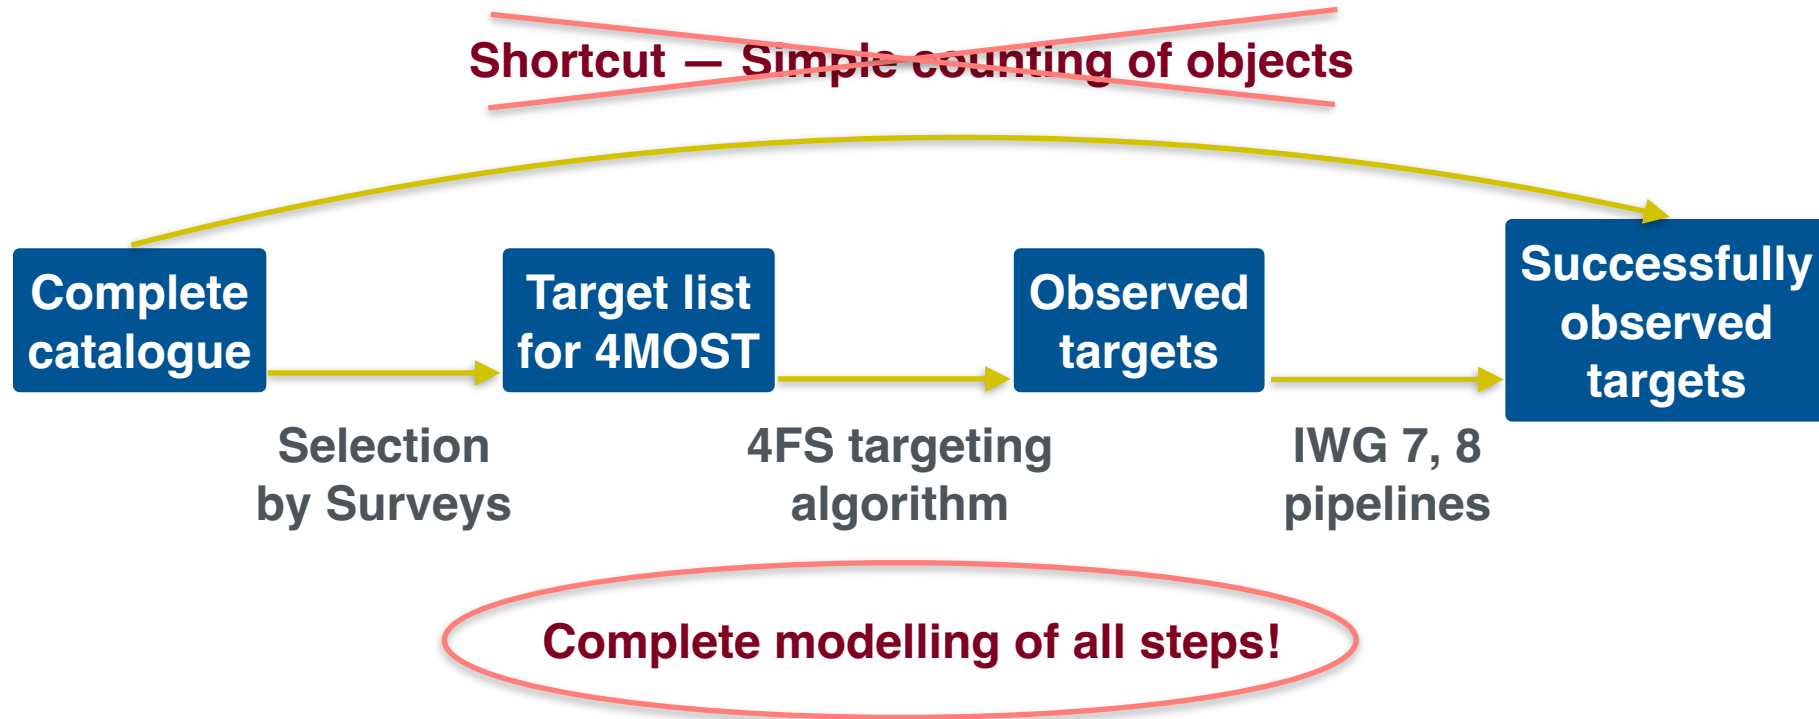 Shortcut — Simple counting of objects
Complete
catalogue
Target list
for 4MOST
Observed
targets
Successfully
observed
targets
Selection
by Surveys
4FS targeting
algorithm
IWG 7, 8
pipelines
Complete modelling of all steps!